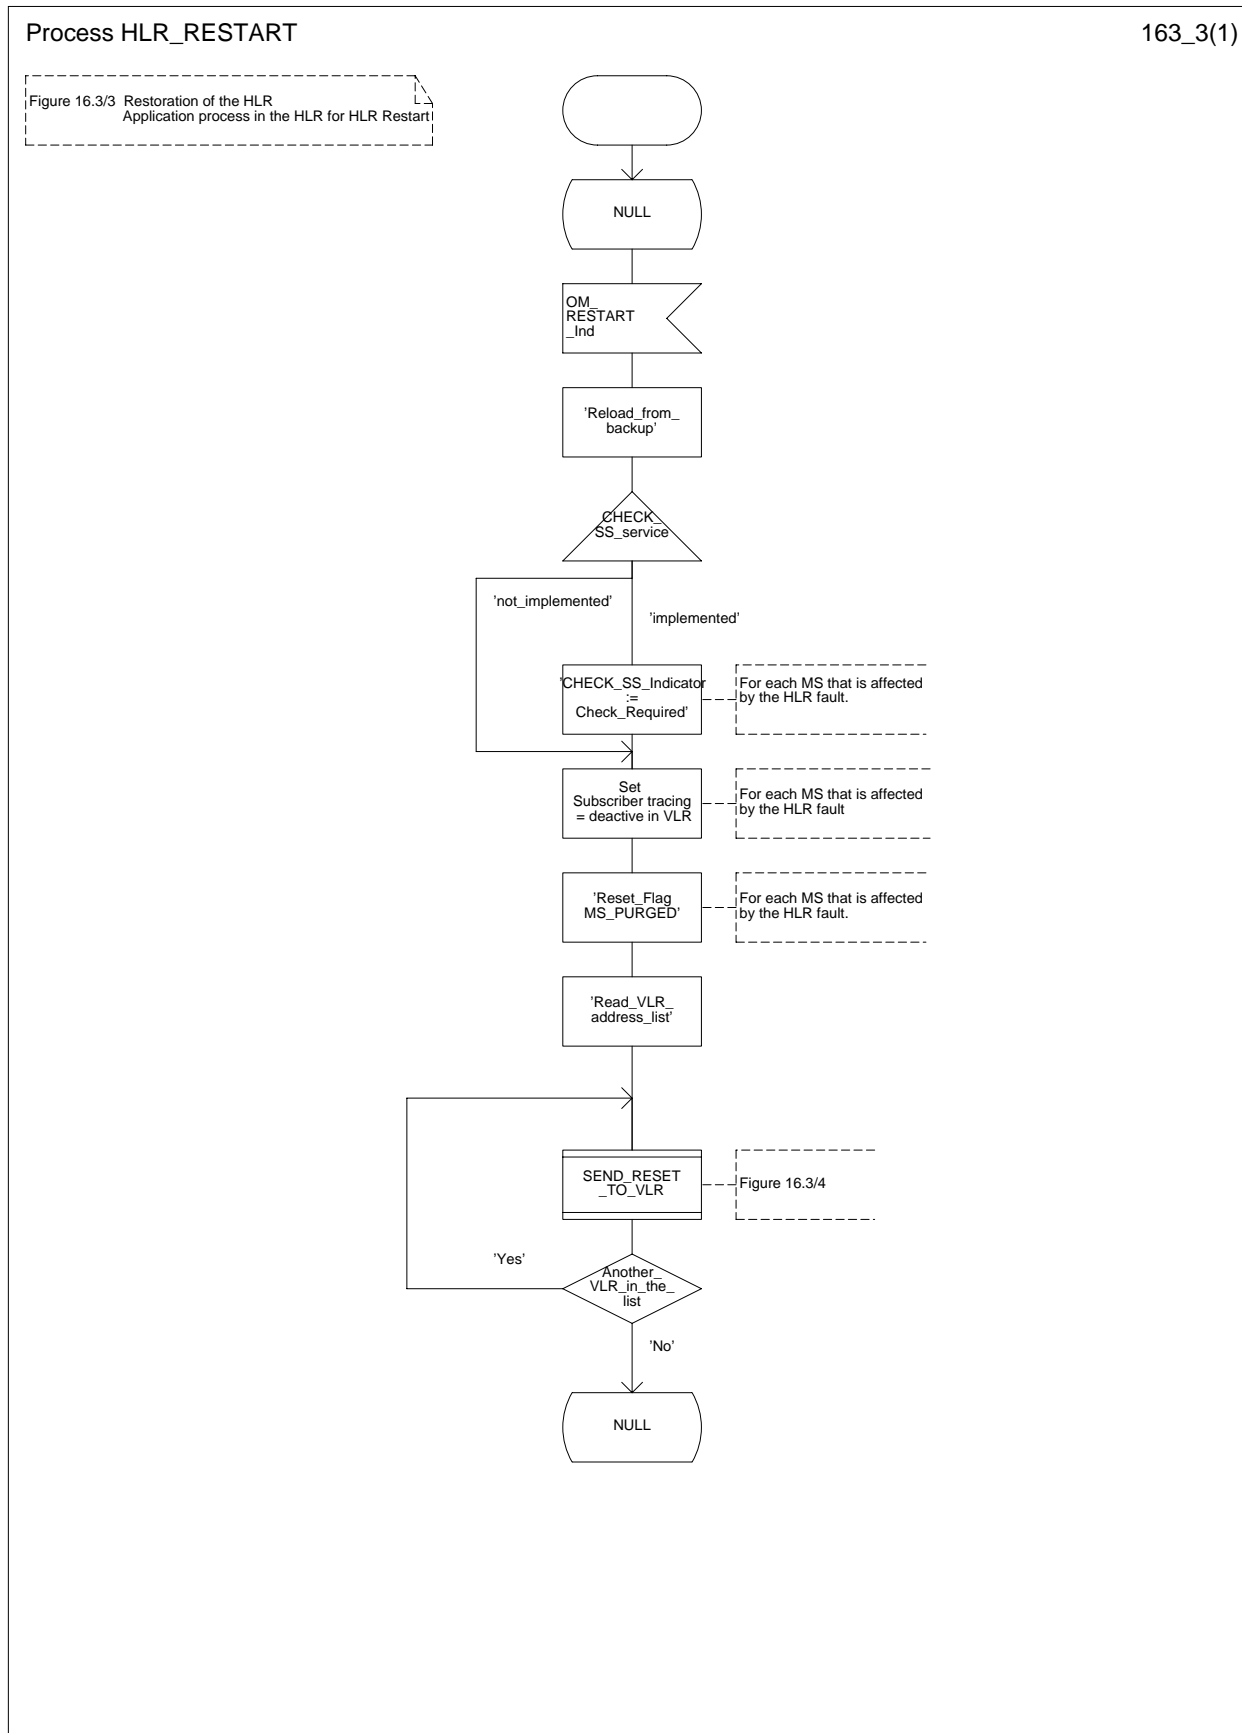 Process HLR_RESTART
163_3(1)
Figure 16.3/3 Restoration of the HLR
Application process in the HLR for HLR Restart
NULL
OM_
RESTART
_Ind
'Reload_from_
backup'
CHECK_
SS_service
'not_implemented'
'implemented'
'CHECK_SS_Indicator
:=
Check_Required'
For each MS that is affected
by the HLR fault.
Set
Subscriber tracing
= deactive in VLR
For each MS that is affected
by the HLR fault
'Reset_Flag
MS_PURGED'
For each MS that is affected
by the HLR fault.
'Read_VLR_
address_list'
SEND_RESET
_TO_VLR
Figure 16.3/4
'Yes'
Another_
VLR_in_the_
list
'No'
NULL